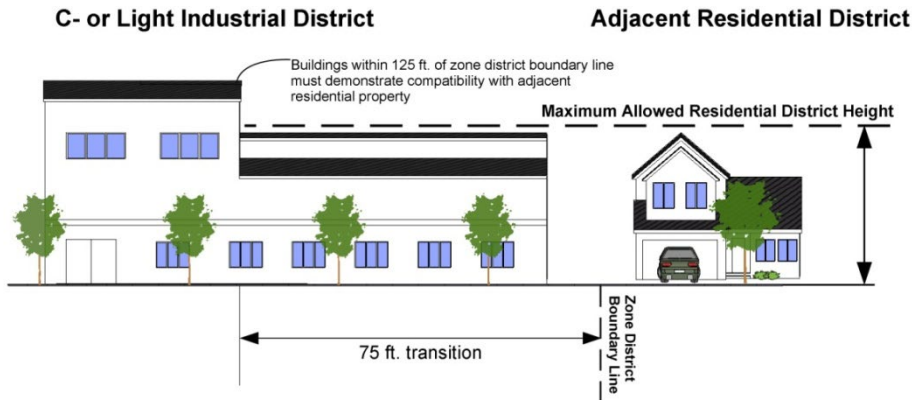 C- or Light Industrial District
Adjacent Residential District
Buildings within 125 ft. of zone district boundary line
must demonstrate compatibility with adjacent
residential property
Maximum Allowed Residential District Height
75 ft. transition
Zone District
Boundary Line